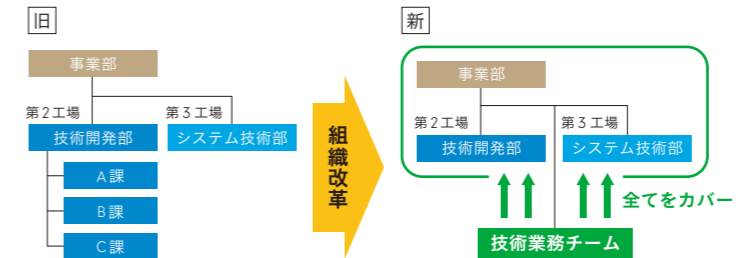 旧
事業部
第2工場
第3工場
技術開発部
システム技術部
A課
B課
C課
組織改革
新
事業部
第2工場
第3工場
技術開発部
システム技術部
全てをカバー
技術業務チーム